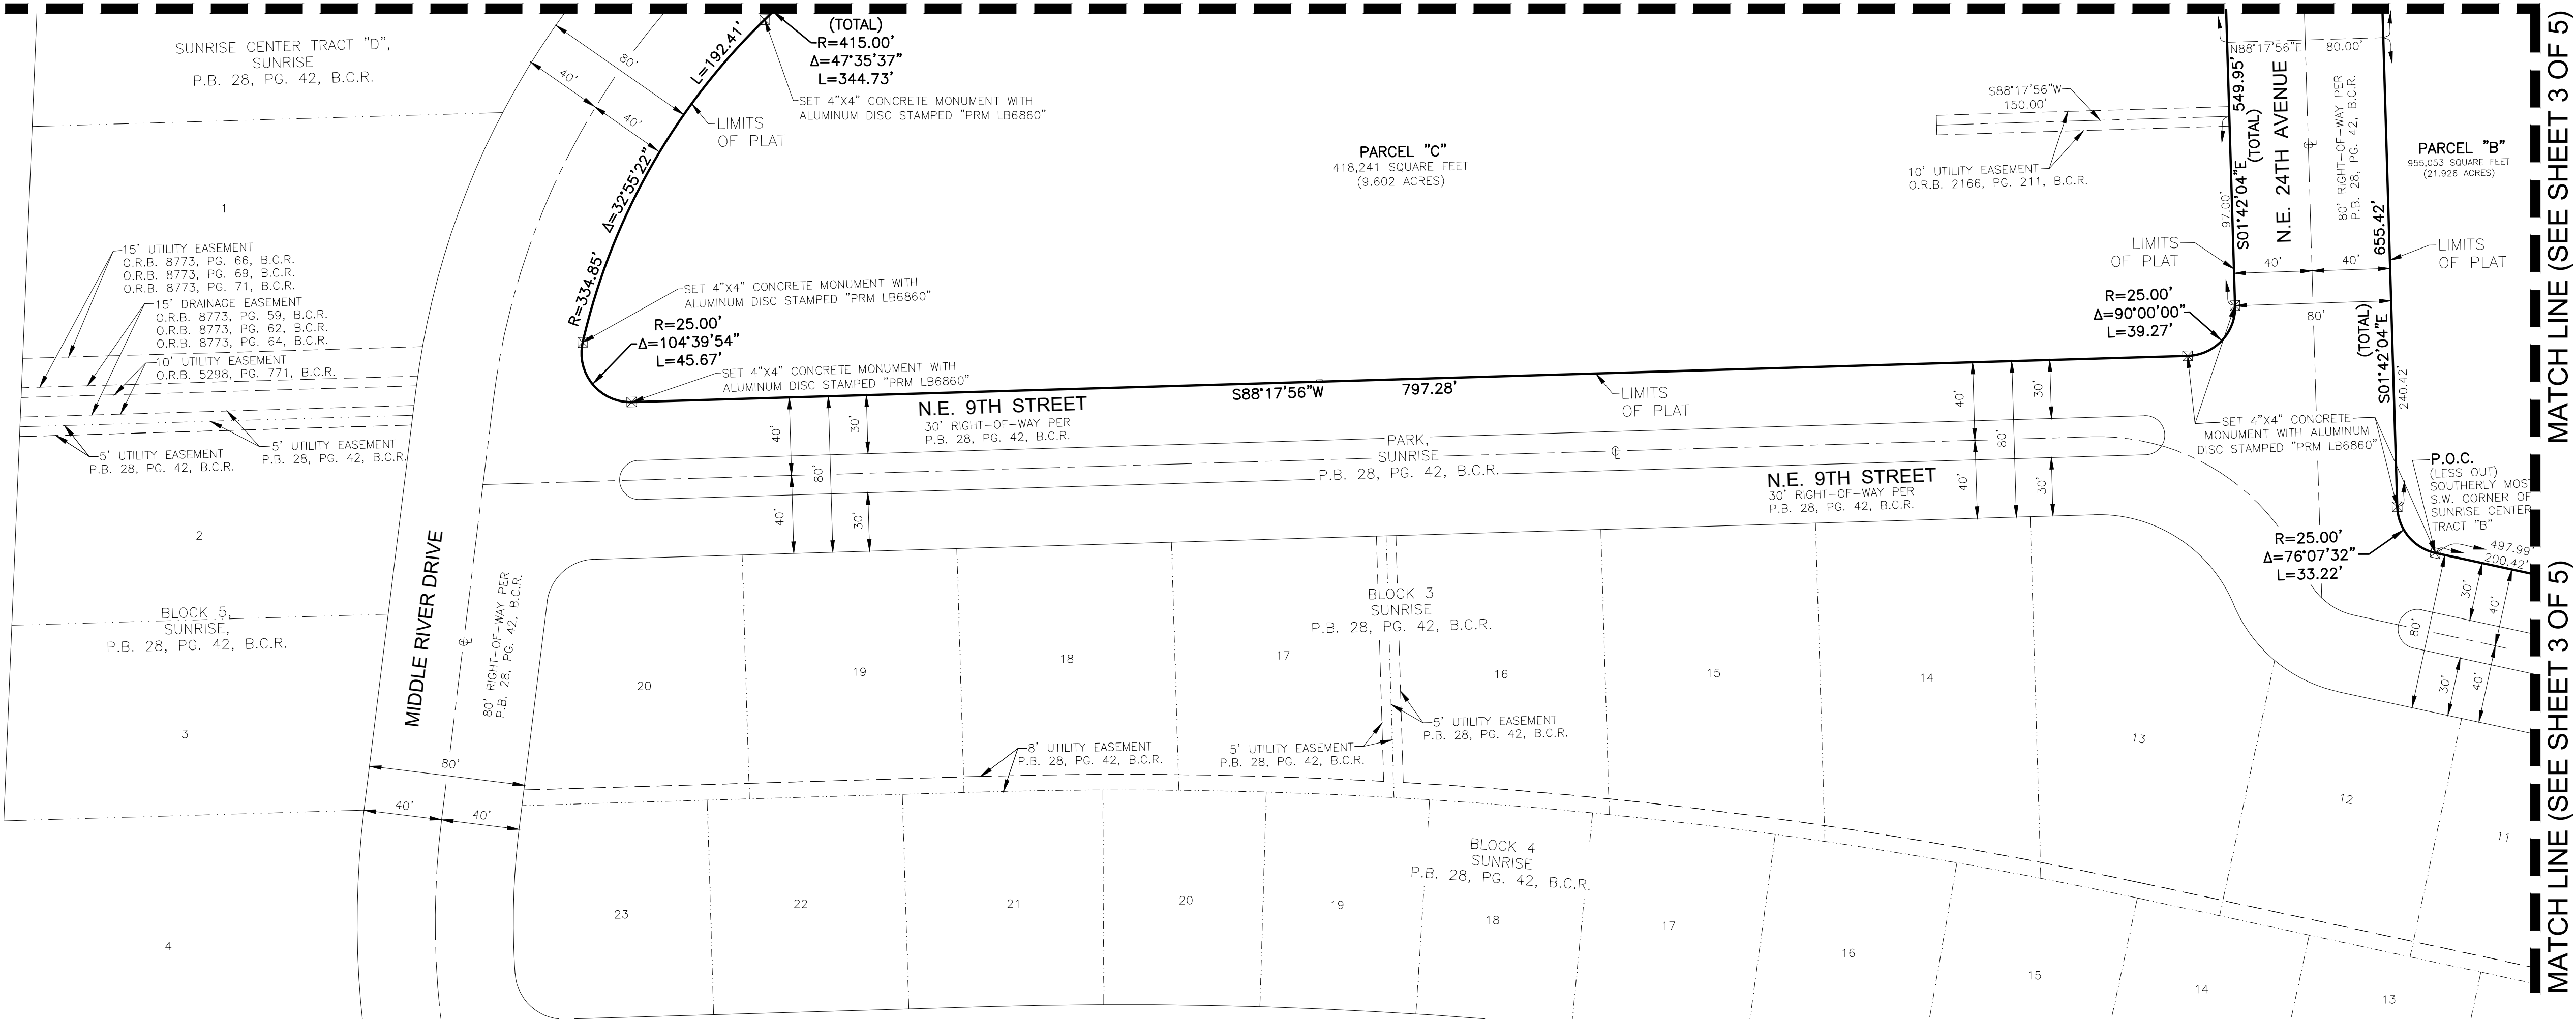 SUNRISE CENTER TRACT "D",
SUNRISE
P.B. 28, PG. 42, B.C.R.
1
15' UTILITY EASEMENT
O.R.B. 8773, PG. 66, B.C.R.
O.R.B. 8773, PG. 69, B.C.R.
O.R.B. 8773, PG. 71, B.C.R.
15' DRAINAGE EASEMENT
O.R.B. 8773, PG. 59, B.C.R.
O.R.B. 8773, PG. 62, B.C.R.
O.R.B. 8773, PG. 64, B.C.R.
10' UTILITY EASEMENT
O.R.B. 5298, PG. 771, B.C.R.
5' UTILITY EASEMENT
P.B. 28, PG. 42, B.C.R.
5' UTILITY EASEMENT
P.B. 28, PG. 42, B.C.R.
2
BLOCK 5,
SUNRISE,
P.B. 28, PG. 42, B.C.R.
3
4
MIDDLE RIVER DRIVE
80' RIGHT-OF-WAY PER
P.B. 28, PG. 42, B.C.R.
80'
40'
40'
80'
40'
40'
L=192.41'
(TOTAL)
R=415.00'
Δ=47°35'37"
L=344.73'
SET 4"X4" CONCRETE MONUMENT WITH
ALUMINUM DISC STAMPED "PRM LB6860"
LIMITS
OF PLAT
R=334.85'
Δ=32°55'22"
SET 4"X4" CONCRETE MONUMENT WITH
ALUMINUM DISC STAMPED "PRM LB6860"
R=25.00'
Δ=104°39'54"
L=45.67'
SET 4"X4" CONCRETE MONUMENT WITH
ALUMINUM DISC STAMPED "PRM LB6860"
PARCEL "C"
418,241 SQUARE FEET
(9.602 ACRES)
S88°17'56"W
150.00'
10' UTILITY EASEMENT
O.R.B. 2166, PG. 211, B.C.R.
N88°17'56"E 80.00'
S01°42'04"E 549.95'
(TOTAL)
97.00'
N.E. 24TH AVENUE
80' RIGHT-OF-WAY PER
P.B. 28, PG. 42, B.C.R.
℄
PARCEL "B"
955,053 SQUARE FEET
(21.926 ACRES)
655.42'
S01°42'04"E
(TOTAL)
240.42'
LIMITS
OF PLAT
LIMITS
OF PLAT
40'
40'
80'
R=25.00'
Δ=90°00'00"
L=39.27'
S88°17'56"W 797.28'
LIMITS
OF PLAT
N.E. 9TH STREET
30' RIGHT-OF-WAY PER
P.B. 28, PG. 42, B.C.R.
40'
80'
30'
40'
30'
PARK,
SUNRISE
P.B. 28, PG. 42, B.C.R.
℄
40'
80'
30'
40'
30'
N.E. 9TH STREET
30' RIGHT-OF-WAY PER
P.B. 28, PG. 42, B.C.R.
SET 4"X4" CONCRETE
MONUMENT WITH ALUMINUM
DISC STAMPED "PRM LB6860"
P.O.C.
(LESS OUT)
SOUTHERLY MOS
S.W. CORNER OF
SUNRISE CENTER
TRACT "B"
R=25.00'
Δ=76°07'32"
L=33.22'
497.99'
200.42'
30'
40'
80'
30'
40'
℄
BLOCK 3
SUNRISE
P.B. 28, PG. 42, B.C.R.
20
19
18
17
16
15
14
13
12
11
8' UTILITY EASEMENT
P.B. 28, PG. 42, B.C.R.
5' UTILITY EASEMENT
P.B. 28, PG. 42, B.C.R.
5' UTILITY EASEMENT
P.B. 28, PG. 42, B.C.R.
BLOCK 4
SUNRISE
P.B. 28, PG. 42, B.C.R.
23
22
21
20
19
18
17
16
15
14
13
MATCH LINE (SEE SHEET 3 OF 5)
MATCH LINE (SEE SHEET 3 OF 5)